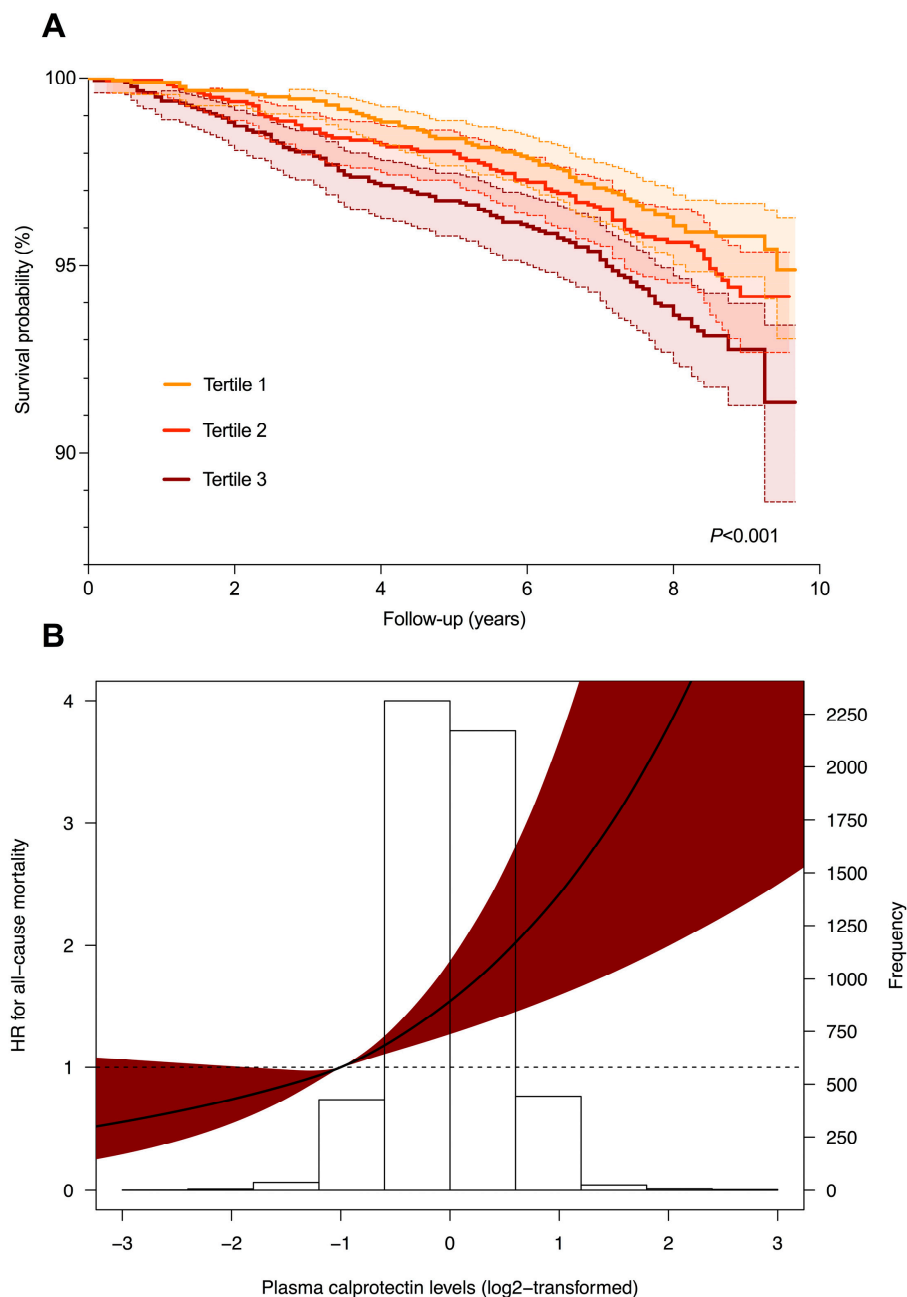 A
Survival probability (%)
100
95
90
Tertile 1
Tertile 2
Tertile 3
P<0.001
0 2 4 6 8 10
Follow-up (years)
B
HR for all−cause mortality
4
3
2
1
0
2250
2000
1750
1500
1250
1000
750
500
250
0
Frequency
−3 −2 −1 0 1 2 3
Plasma calprotectin levels (log2−transformed)